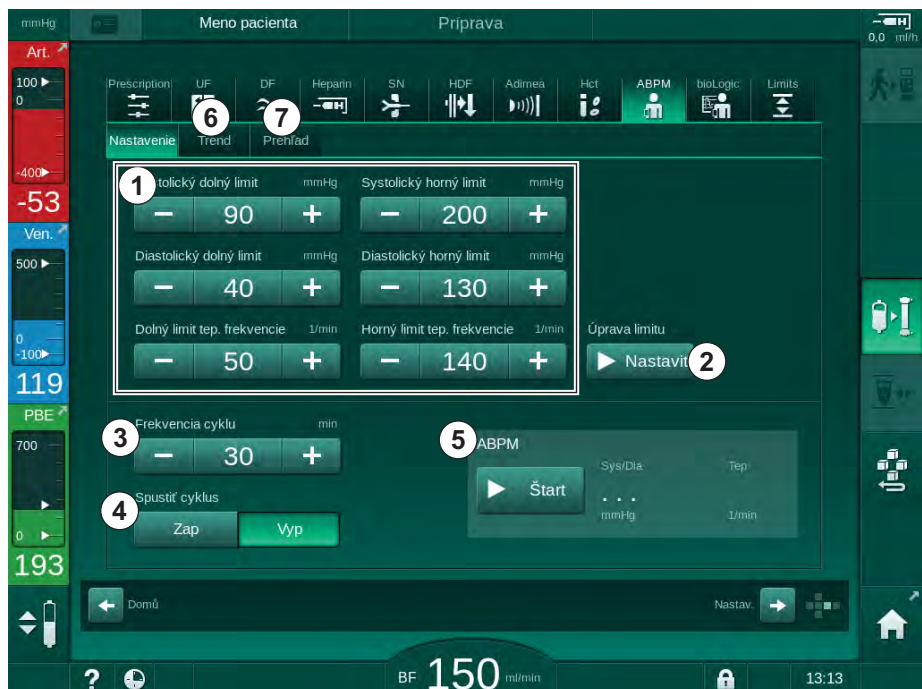 mmHg
Meno pacienta
Príprava
0,0 ml/h
Art.
100
0
-400
-53
Ven.
500
0
-100
119
PBE
700
0
193
Prescription
UF
DF
Heparin
SN
HDF
Adimea
Hct
ABPM
bioLogic
Limits
6
7
Nastavenie
Trend
Prehľad
1
dolný limit
mmHg
Systolický horný limit
mmHg
90
200
Diastolický dolný limit
mmHg
Diastolický horný limit
mmHg
40
130
Dolný limit tep. frekvencie
1/min
Horný limit tep. frekvencie
1/min
Úprava limitu
50
140
Nastaviť
2
3
Frekvencia cyklu
min
30
4
Spustiť cyklus
Zap
Vyp
5
ABPM
Štart
Sys/Dia
Tep
. . .
mmHg
1/min
Domů
Nastav.
?
BF 150 ml/min
13:13